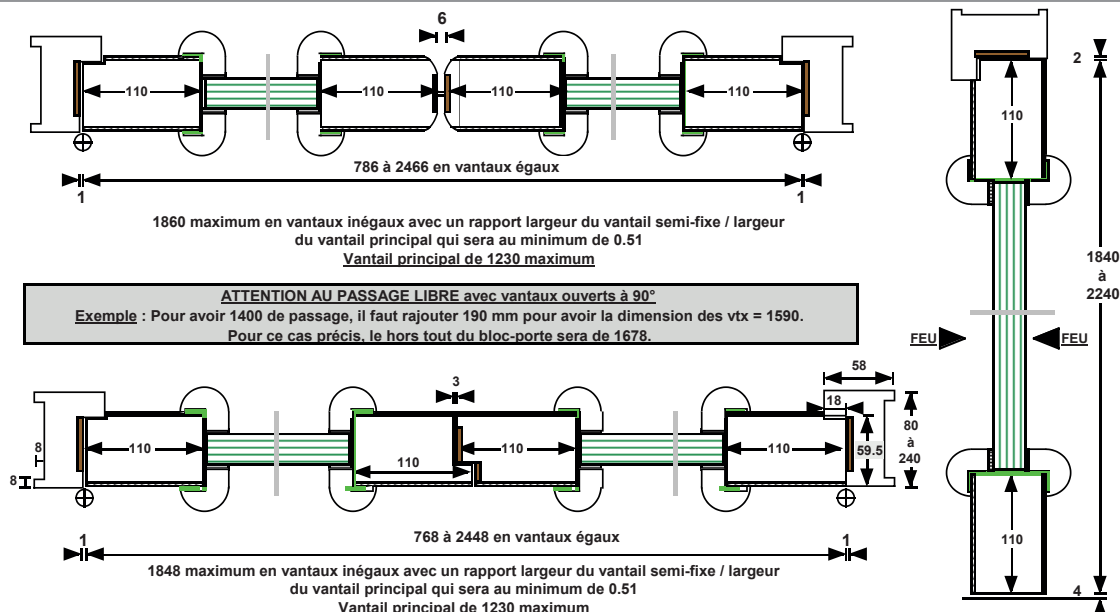 6
110
110
110
110
786 à 2466 en vantaux égaux
1
1
1860 maximum en vantaux inégaux avec un rapport largeur du vantail semi-fixe / largeur
du vantail principal qui sera au minimum de 0.51
Vantail principal de 1230 maximum
ATTENTION AU PASSAGE LIBRE avec vantaux ouverts à 90°
Exemple : Pour avoir 1400 de passage, il faut rajouter 190 mm pour avoir la dimension des vtx = 1590.
Pour ce cas précis, le hors tout du bloc-porte sera de 1678.
3
58
18
8
8
110
110
110
110
59.5
80
à
240
1
1
768 à 2448 en vantaux égaux
1848 maximum en vantaux inégaux avec un rapport largeur du vantail semi-fixe / largeur
du vantail principal qui sera au minimum de 0.51
Vantail principal de 1230 maximum
2
110
1840
à
2240
FEU
FEU
110
4